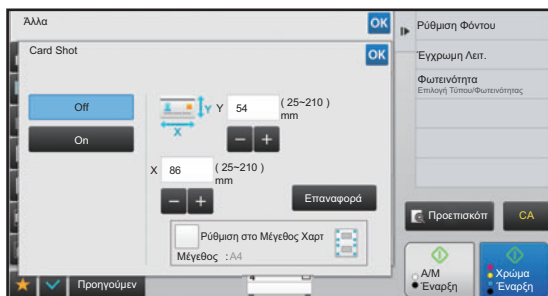 Άλλα
OK
Card Shot
OK
Off
On
Y
X
Y 54 ( 25~210 )
mm
X 86 ( 25~210 )
mm
Επαναφορά
Ρύθμιση στο Μέγεθος Χαρτ
Μέγεθος : A4
Προηγούμεν
Ρύθμιση Φόντου
Έγχρωμη Λειτ.
Φωτεινότητα
Επιλογή Τύπου/Φωτεινότητας
Προεπισκόπ
CA
Α/Μ
Έναρξη
Χρώμα
Έναρξη